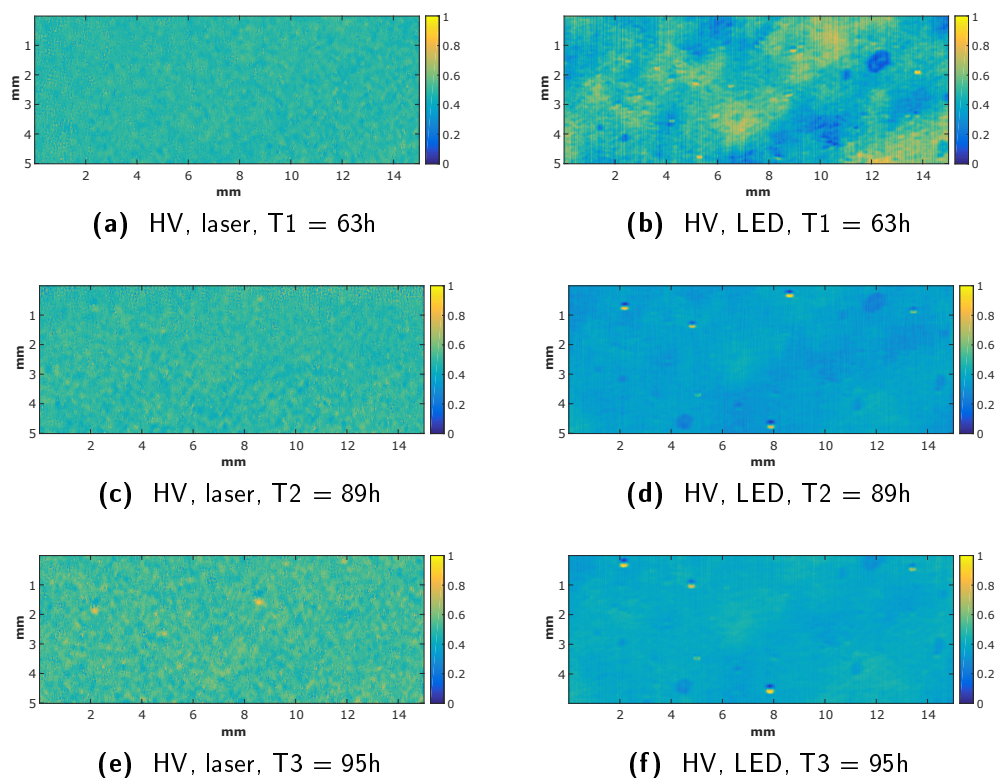 mm
1
2
3
4
5
2 4 6 8 10 12 14
mm
1
0.8
0.6
0.4
0.2
0
(a) HV, laser, T1 = 63h
mm
1
2
3
4
5
2 4 6 8 10 12 14
mm
1
0.8
0.6
0.4
0.2
0
(b) HV, LED, T1 = 63h
mm
1
2
3
4
5
2 4 6 8 10 12 14
mm
1
0.8
0.6
0.4
0.2
0
(c) HV, laser, T2 = 89h
mm
1
2
3
4
5
2 4 6 8 10 12 14
mm
1
0.8
0.6
0.4
0.2
0
(d) HV, LED, T2 = 89h
mm
1
2
3
4
5
2 4 6 8 10 12 14
mm
1
0.8
0.6
0.4
0.2
0
(e) HV, laser, T3 = 95h
mm
1
2
3
4
2 4 6 8 10 12 14
mm
1
0.8
0.6
0.4
0.2
0
(f) HV, LED, T3 = 95h